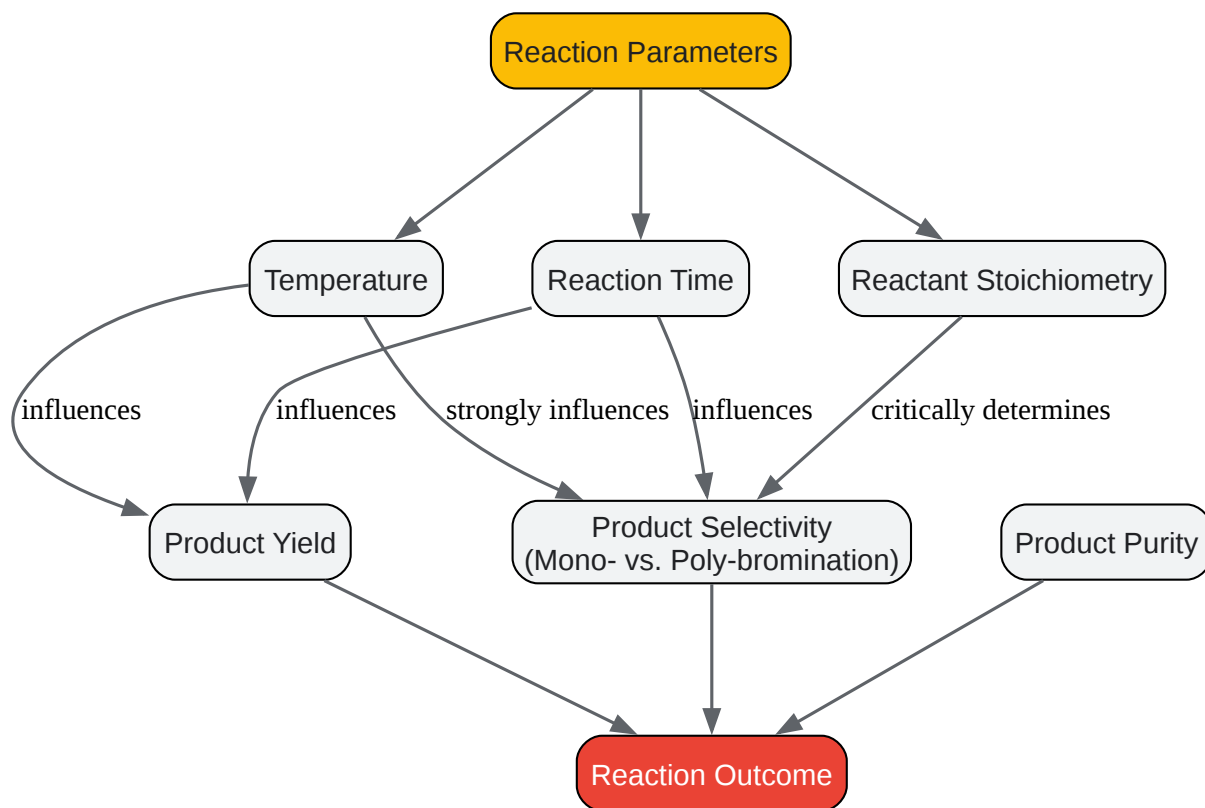 Reaction Parameters
Temperature
Reaction Time
Reactant Stoichiometry
influences
influences
strongly influences
influences
critically determines
Product Yield
Product Selectivity
(Mono- vs. Poly-bromination)
Product Purity
Reaction Outcome